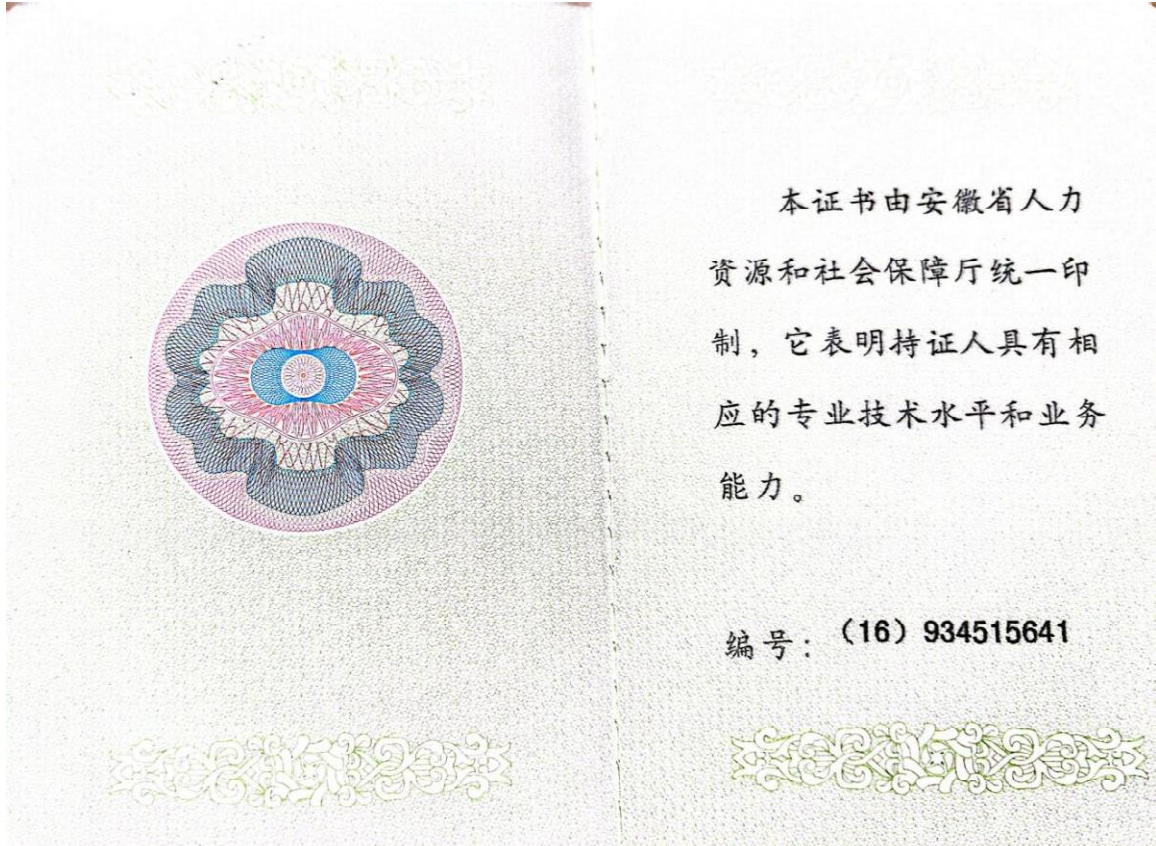 本证书由安徽省人力
资源和社会保障厅统一印
制，它表明持证人具有相
应的专业技术水平和业务
能力。
编号：（16）934515641